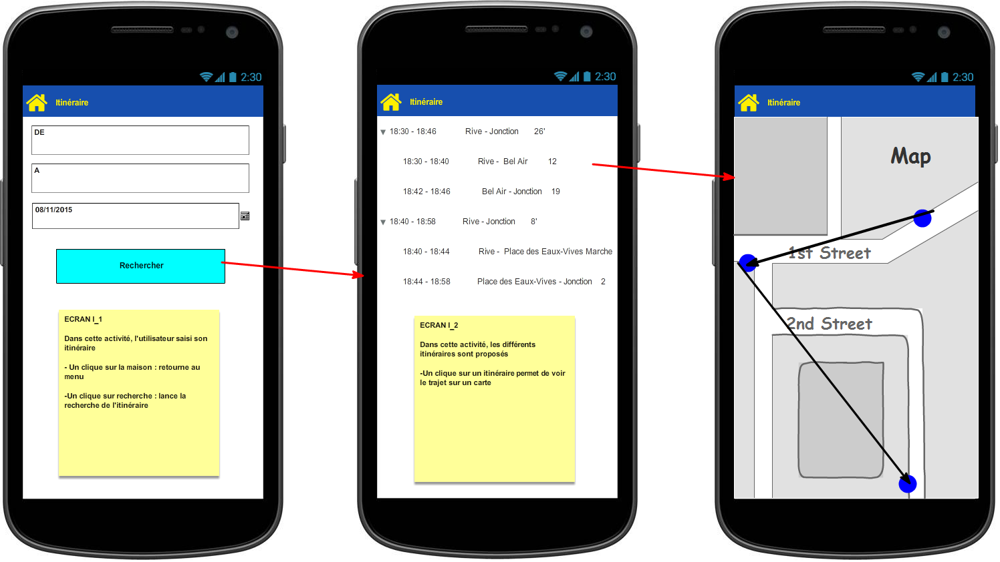 2:30
Itinéraire
DE
A
08/11/2015
Rechercher
ECRAN I_1
Dans cette activité, l'utilisateur saisi son
itinéraire
- Un clique sur la maison : retourne au
menu
-Un clique sur recherche : lance la
recherche de l'itinéraire
2:30
Itinéraire
18:30 - 18:46 Rive - Jonction 26'
18:30 - 18:40 Rive - Bel Air 12
18:42 - 18:46 Bel Air - Jonction 19
18:40 - 18:58 Rive - Jonction 8'
18:40 - 18:44 Rive - Place des Eaux-Vives Marche
18:44 - 18:58 Place des Eaux-Vives - Jonction 2
ECRAN I_2
Dans cette activité, les différents
itinéraires sont proposés
-Un clique sur un itinéraire permet de voir
le trajet sur un carte
2:30
Itinéraire
Map
1st Street
2nd Street